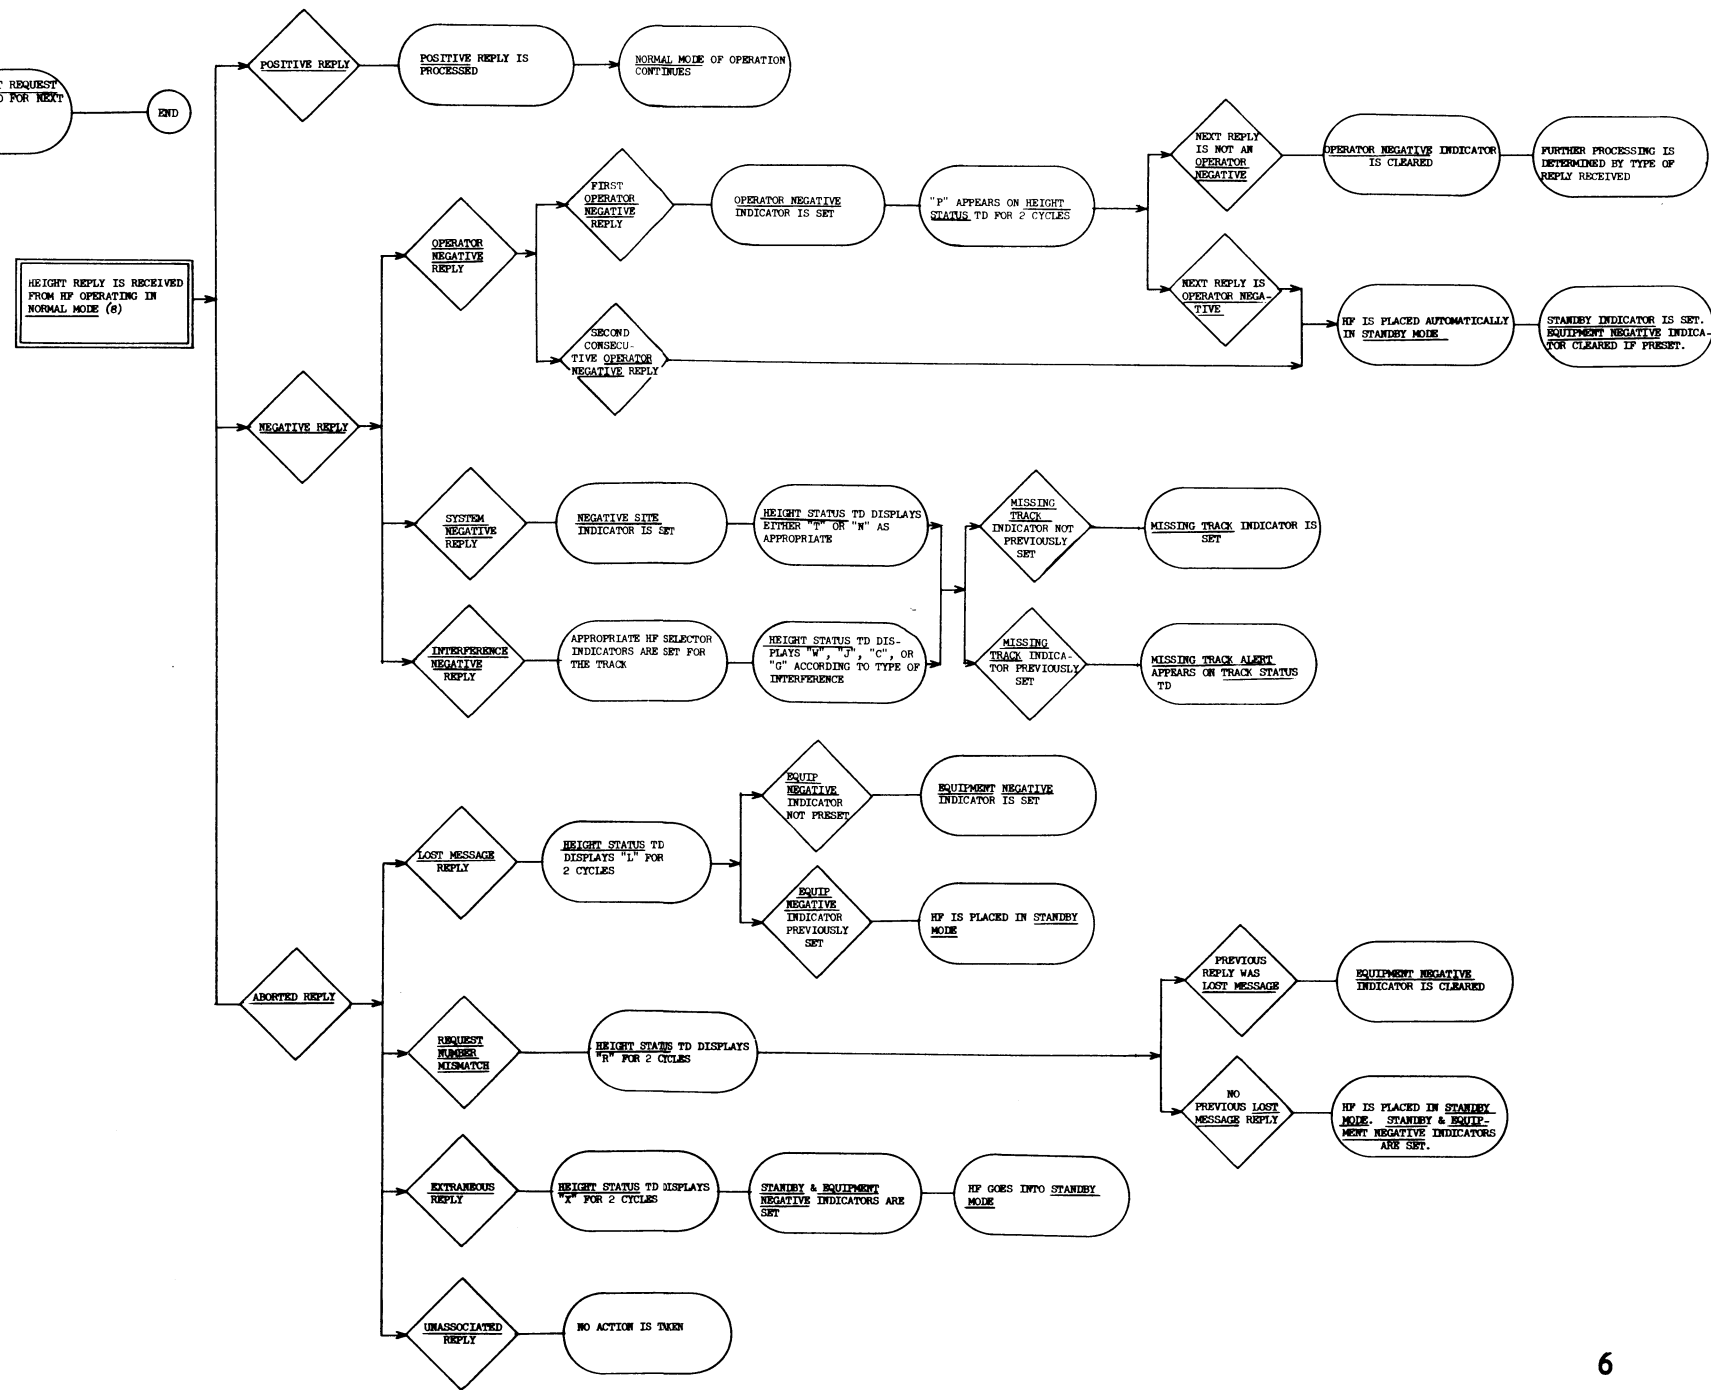 T REQUEST
D FOR NEXT
END
POSITIVE REPLY
POSITIVE REPLY IS
PROCESSED
NORMAL MODE OF OPERATION
CONTINUES
HEIGHT REPLY IS RECEIVED
FROM HF OPERATING IN
NORMAL MODE (8)
NEGATIVE REPLY
OPERATOR
NEGATIVE
REPLY
FIRST
OPERATOR
NEGATIVE
REPLY
OPERATOR NEGATIVE
INDICATOR IS SET
"P" APPEARS ON HEIGHT
STATUS TD FOR 2 CYCLES
NEXT REPLY
IS NOT AN
OPERATOR
NEGATIVE
OPERATOR NEGATIVE INDICATOR
IS CLEARED
FURTHER PROCESSING IS
DETERMINED BY TYPE OF
REPLY RECEIVED
NEXT REPLY IS
OPERATOR NEGA-
TIVE
HF IS PLACED AUTOMATICALLY
IN STANDBY MODE
STANDBY INDICATOR IS SET.
EQUIPMENT NEGATIVE INDICA-
TOR CLEARED IF PRESET.
SECOND
CONSECU-
TIVE OPERATOR
NEGATIVE REPLY
SYSTEM
NEGATIVE
REPLY
NEGATIVE SITE
INDICATOR IS SET
HEIGHT STATUS TD DISPLAYS
EITHER "T" OR "N" AS
APPROPRIATE
MISSING
TRACK
INDICATOR NOT
PREVIOUSLY
SET
MISSING TRACK INDICATOR IS
SET
INTERFERENCE
NEGATIVE
REPLY
APPROPRIATE HF SELECTOR
INDICATORS ARE SET FOR
THE TRACK
HEIGHT STATUS TD DIS-
PLAYS "W", "J", "C", OR
"G" ACCORDING TO TYPE OF
INTERFERENCE
MISSING
TRACK INDICA-
TOR PREVIOUSLY
SET
MISSING TRACK ALERT
APPEARS ON TRACK STATUS
TD
ABORTED REPLY
LOST MESSAGE
REPLY
HEIGHT STATUS TD
DISPLAYS "L" FOR
2 CYCLES
EQUIP
NEGATIVE
INDICATOR
NOT PRESET
EQUIPMENT NEGATIVE
INDICATOR IS SET
EQUIP
NEGATIVE
INDICATOR
PREVIOUSLY
SET
HF IS PLACED IN STANDBY
MODE
REQUEST
NUMBER
MISMATCH
HEIGHT STATUS TD DISPLAYS
"R" FOR 2 CYCLES
PREVIOUS
REPLY WAS
LOST MESSAGE
EQUIPMENT NEGATIVE
INDICATOR IS CLEARED
NO
PREVIOUS LOST
MESSAGE REPLY
HF IS PLACED IN STANDBY
MODE. STANDBY & EQUIP-
MENT NEGATIVE INDICATORS
ARE SET.
EXTRANEOUS
REPLY
HEIGHT STATUS TD DISPLAYS
"X" FOR 2 CYCLES
STANDBY & EQUIPMENT
NEGATIVE INDICATORS ARE
SET
HF GOES INTO STANDBY
MODE
UNASSOCIATED
REPLY
NO ACTION IS TAKEN
6